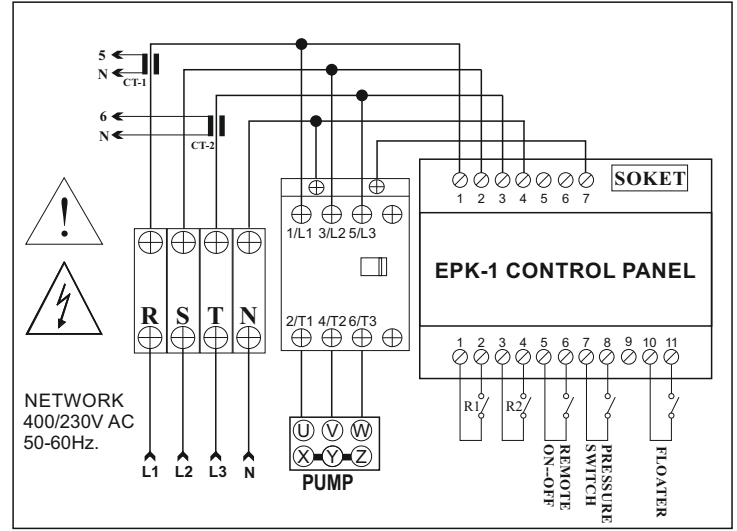 5
N
CT-1
6
N
CT-2
SOKET
1 2 3 4 5 6 7
1/L1 3/L2 5/L3
EPK-1 CONTROL PANEL
R S T N
2/T1 4/T2 6/T3
1 2 3 4 5 6 7 8 9 10 11
R1
R2
NETWORK
400/230V AC
50-60Hz.
L1 L2 L3 N
U V W
X Y Z
PUMP
REMOTE
ON--OFF
PRESSURE
SWITCH
FLOATER